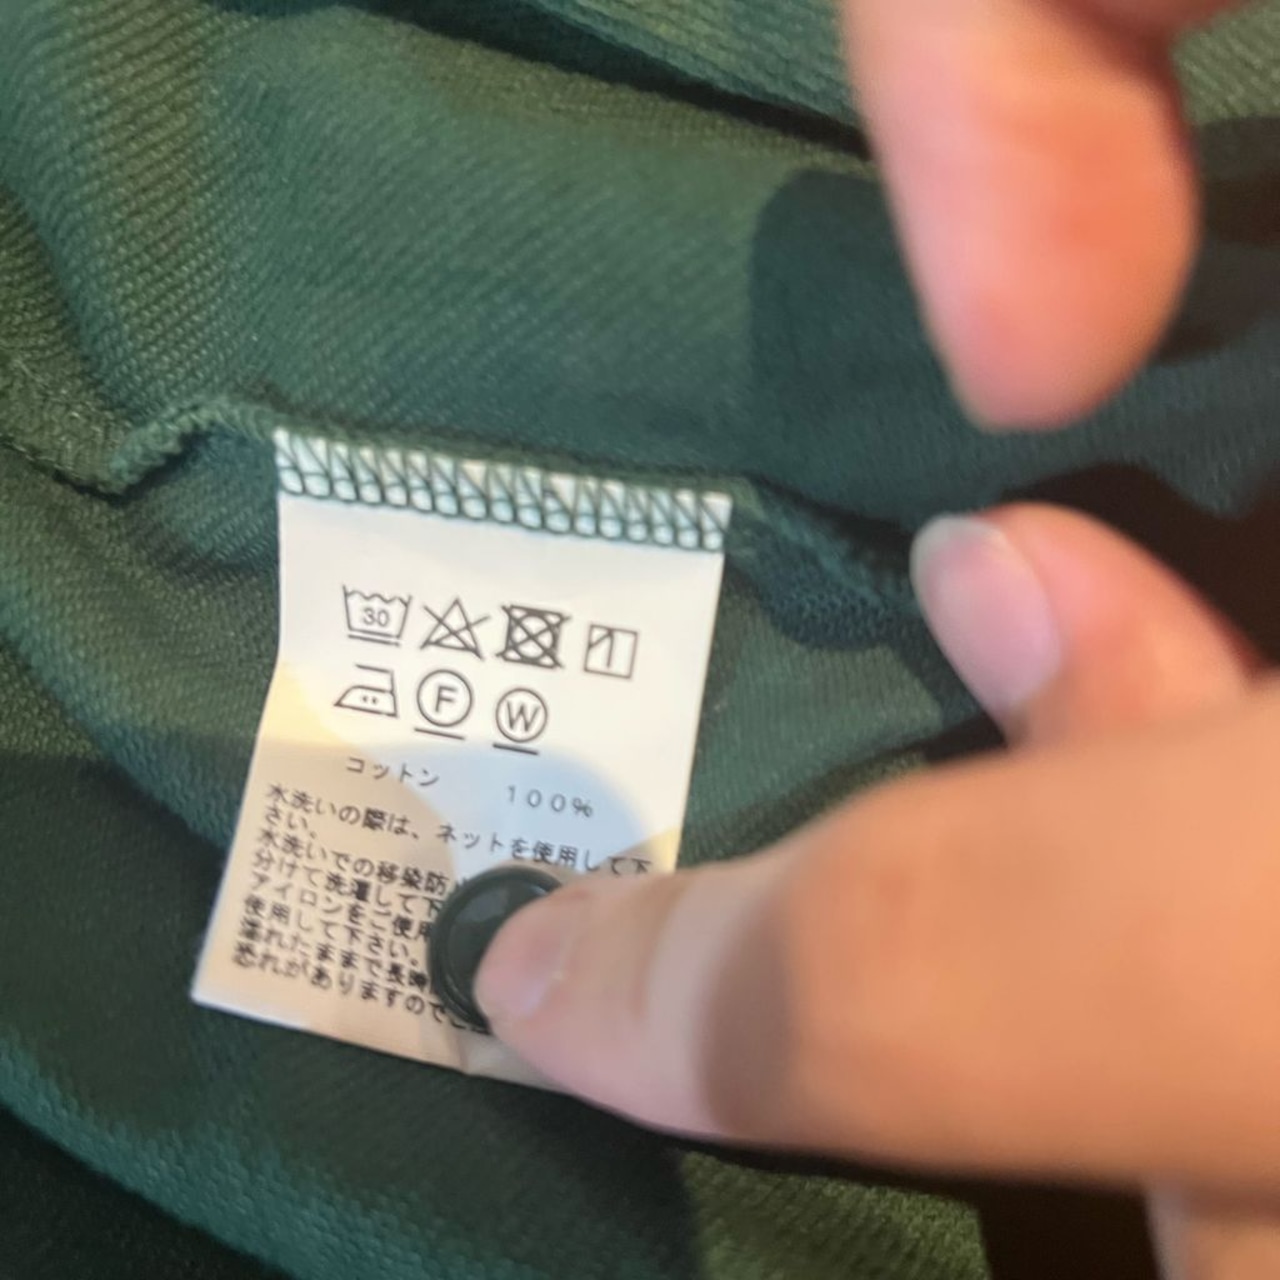 30
F W
コットン 100%
水洗いの際は、ネットを使用して下
さい。
水洗いでの移染防
分けて洗濯して下
アイロンをご使用
使用して下さい。
濡れたままで長時
恐れがありますのでご